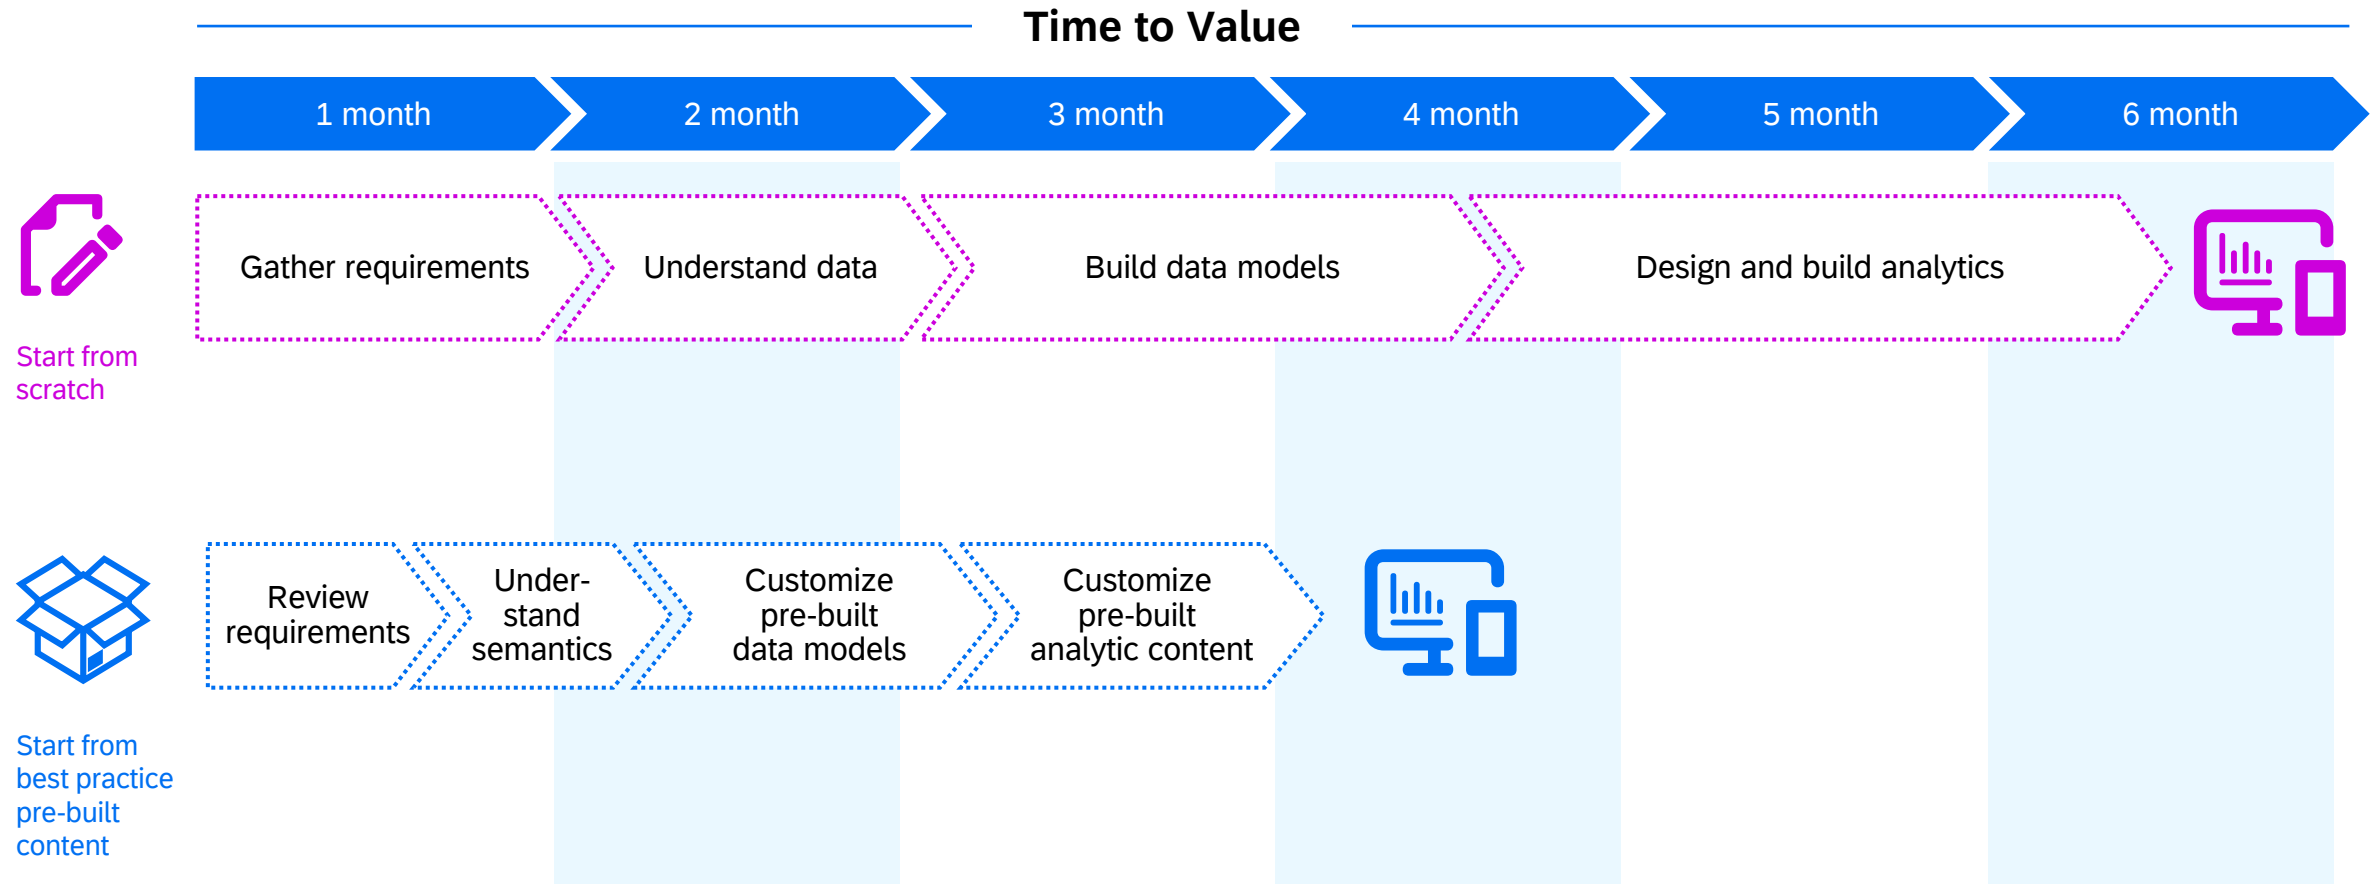 Time to Value
1 month
2 month
3 month
4 month
5 month
6 month
Gather requirements
Understand data
Build data models
Design and build analytics
Start from
scratch
Review
requirements
Under-
stand
semantics
Customize
pre-built
data models
Customize
pre-built
analytic content
Start from
best practice
pre-built
content